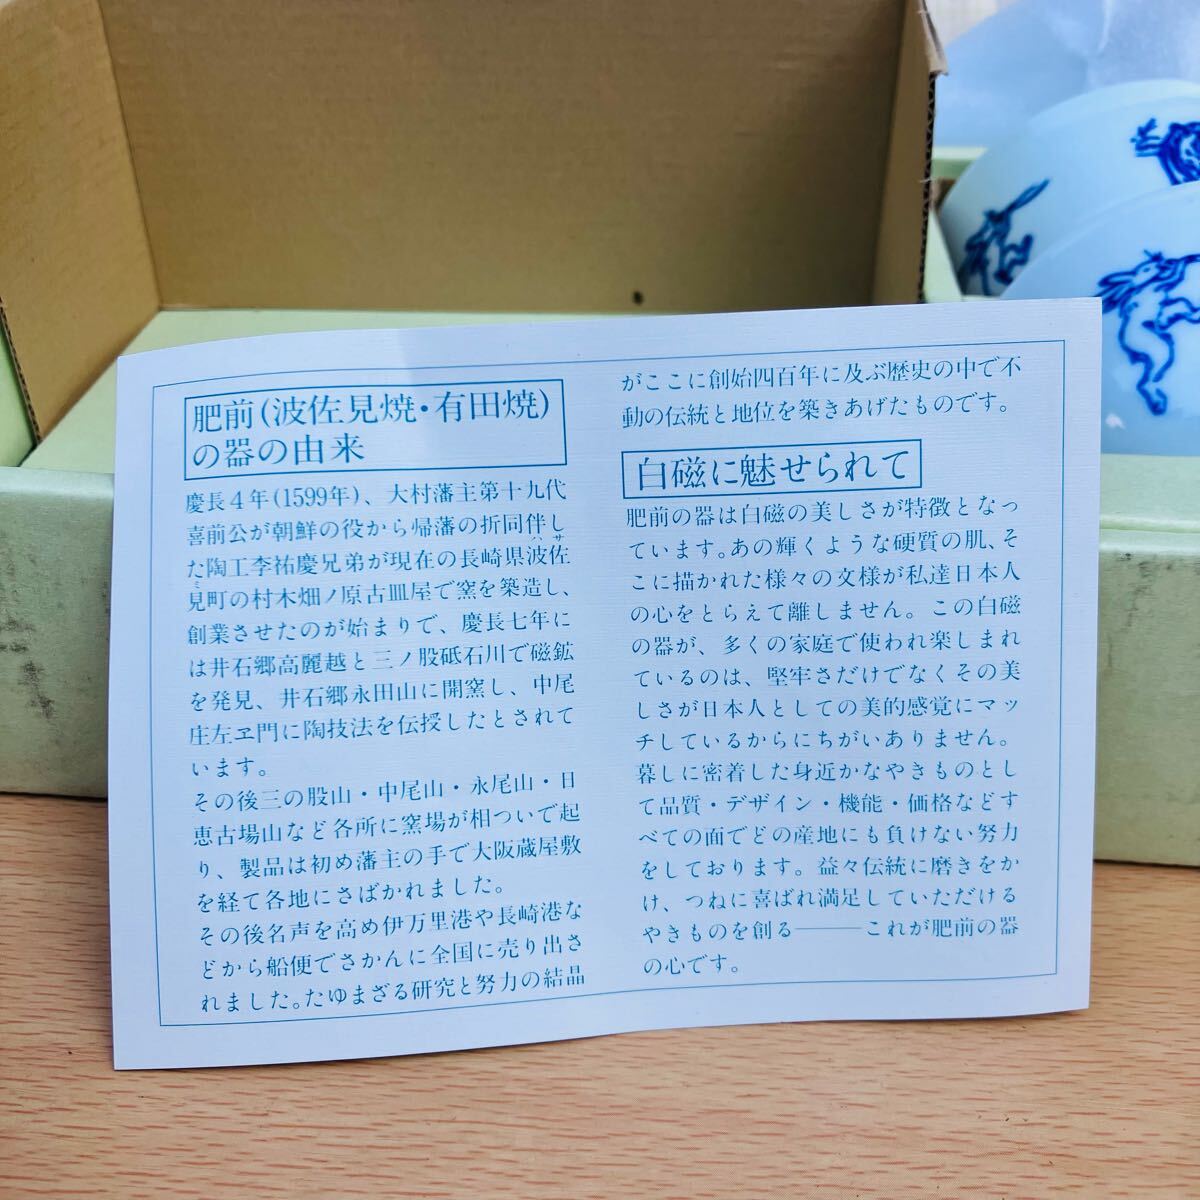 肥前(波佐見焼・有田焼)
の器の由来
慶長4年(1599年)、大村藩主第十九代
喜前公が朝鮮の役から帰藩の折同伴し
た陶工李祐慶兄弟が現在の長崎県波佐
見町の村木畑ノ原古皿屋で窯を築造し、
創業させたのが始まりで、慶長七年に
は井石郷高麗越と三ノ股砥石川で磁鉱
を発見、井石郷永田山に開窯し、中尾
庄左ヱ門に陶技法を伝授したとされて
います。
その後三の股山・中尾山・永尾山・日
恵古場山など各所に窯場が相ついで起
り、製品は初め藩主の手で大阪蔵屋敷
を経て各地にさばかれました。
その後名声を高め伊万里港や長崎港な
どから船便でさかんに全国に売り出さ
れました。たゆまざる研究と努力の結晶
がここに創始四百年に及ぶ歴史の中で不
動の伝統と地位を築きあげたものです。
白磁に魅せられて
肥前の器は白磁の美しさが特徴となっ
ています。あの輝くような硬質の肌、そ
こに描かれた様々の文様が私達日本人
の心をとらえて離しません。この白磁
の器が、多くの家庭で使われ楽しまれ
ているのは、堅牢さだけでなくその美
しさが日本人としての美的感覚にマッ
チしているからにちがいありません。
暮しに密着した身近かなやきものとし
て品質・デザイン・機能・価格などす
べての面でどの産地にも負けない努力
をしております。益々伝統に磨きをか
け、つねに喜ばれ満足していただける
やきものを創る――これが肥前の器
の心です。